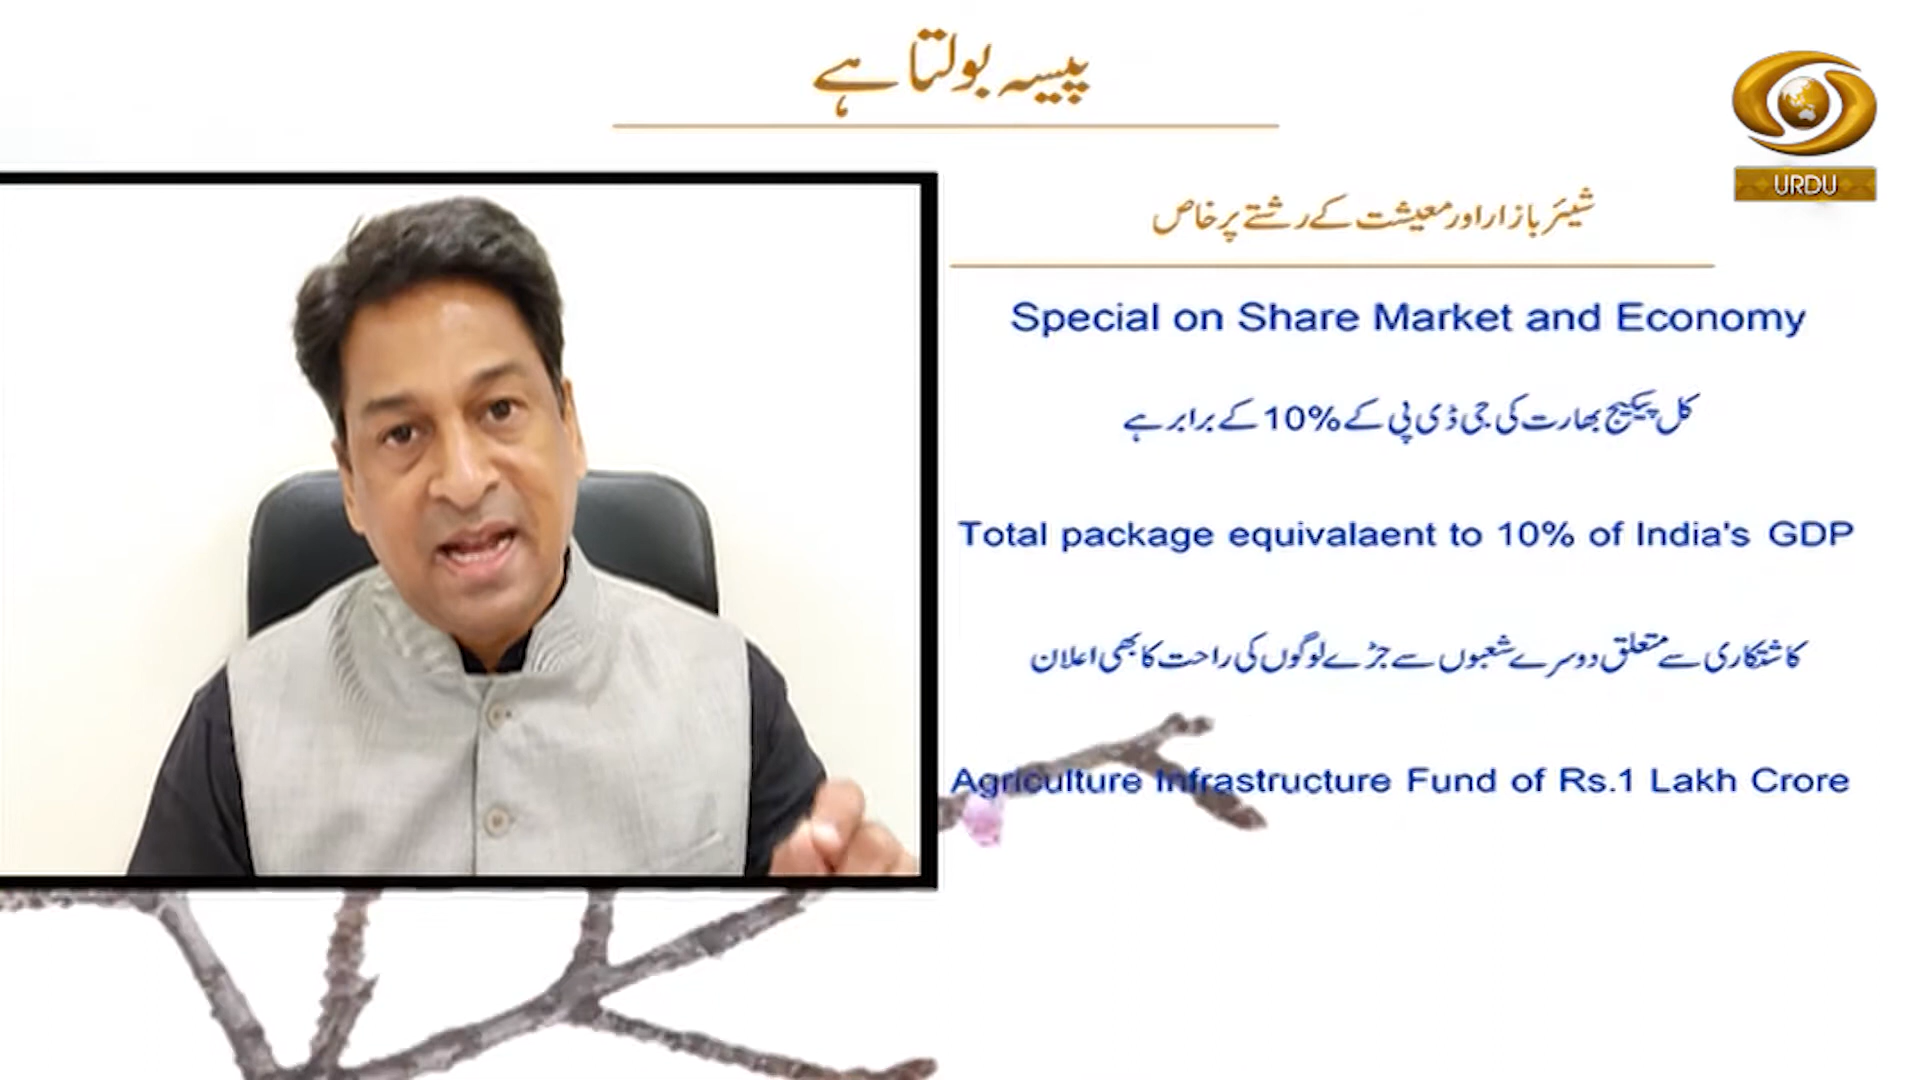 پیسہ بولتا ہے
URDU
شیئر بازار اور معیشت کے رشتے پر خاص
Special on Share Market and Economy
کل پیکیج بھارت کی جی ڈی پی کے 10% کے برابر ہے
Total package equivalaent to 10% of India's GDP
کاشتکاری سے متعلق دوسرے شعبوں سے جڑے لوگوں کی راحت کا بھی اعلان
Agriculture Infrastructure Fund of Rs.1 Lakh Crore